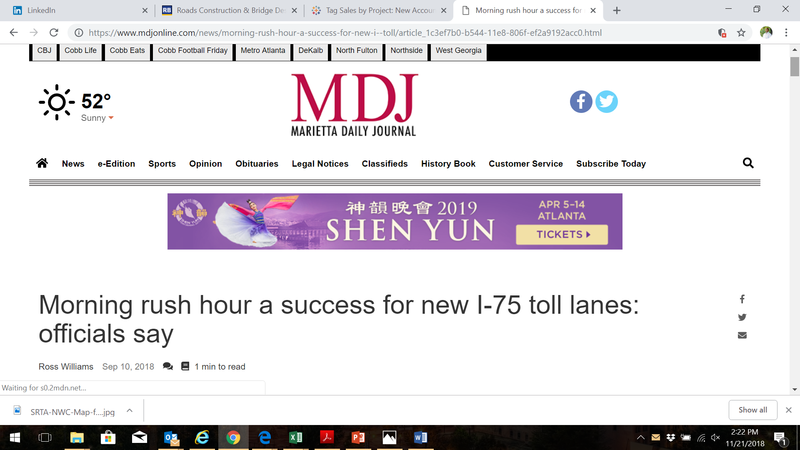 LinkedIn
Roads Construction & Bridge De
Tag Sales by Project: New Accou
Morning rush hour a success for
https://www.mdjonline.com/news/morning-rush-hour-a-success-for-new-i--toll/article_1c3ef7b0-b544-11e8-806f-ef2a9192acc0.html
CBJ Cobb Life Cobb Eats Cobb Football Friday Metro Atlanta DeKalb North Fulton Northside West Georgia
52°
Sunny
MDJ
MARIETTA DAILY JOURNAL
News e-Edition Sports Opinion Obituaries Legal Notices Classifieds History Book Customer Service Subscribe Today
神韻晚會 2019
SHEN YUN
APR 5-14
ATLANTA
TICKETS
Morning rush hour a success for new I-75 toll lanes:
officials say
Ross Williams Sep 10, 2018 1 min to read
Waiting for s0.2mdn.net...
SRTA-NWC-Map-f....jpg
Show all
2:22 PM
11/21/2018